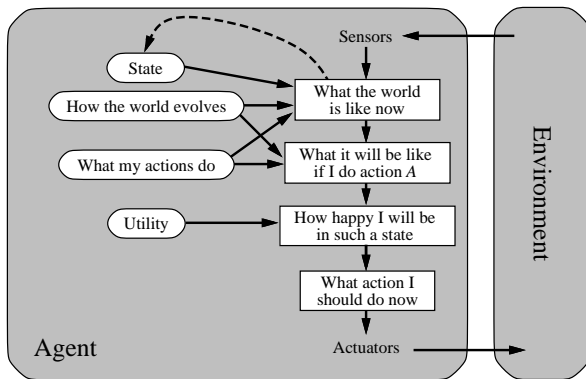 Sensors
State
What the world
is like now
How the world evolves
What it will be like
if I do action A
What my actions do
How happy I will be
in such a state
Utility
What action I
should do now
Agent
Actuators
Environment